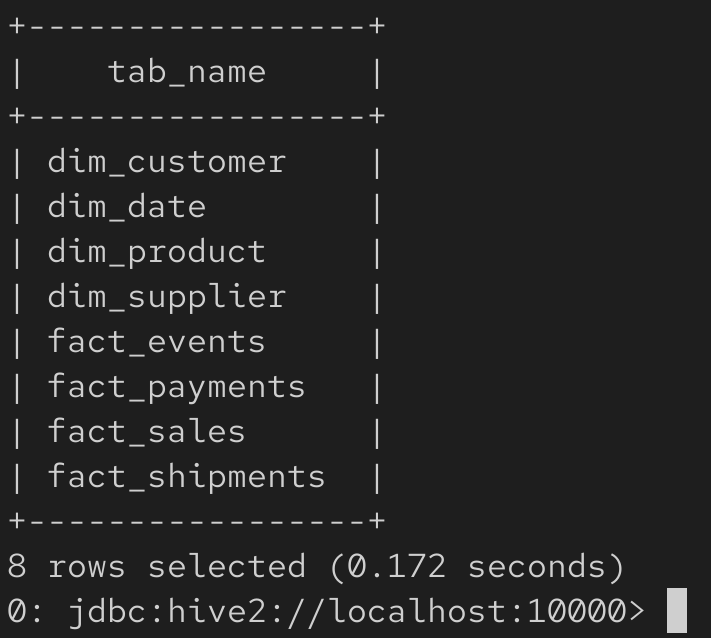 +-----------------+
|    tab_name     |
+-----------------+
| dim_customer    |
| dim_date        |
| dim_product     |
| dim_supplier    |
| fact_events     |
| fact_payments   |
| fact_sales      |
| fact_shipments  |
+-----------------+
8 rows selected (0.172 seconds)
0: jdbc:hive2://localhost:10000>